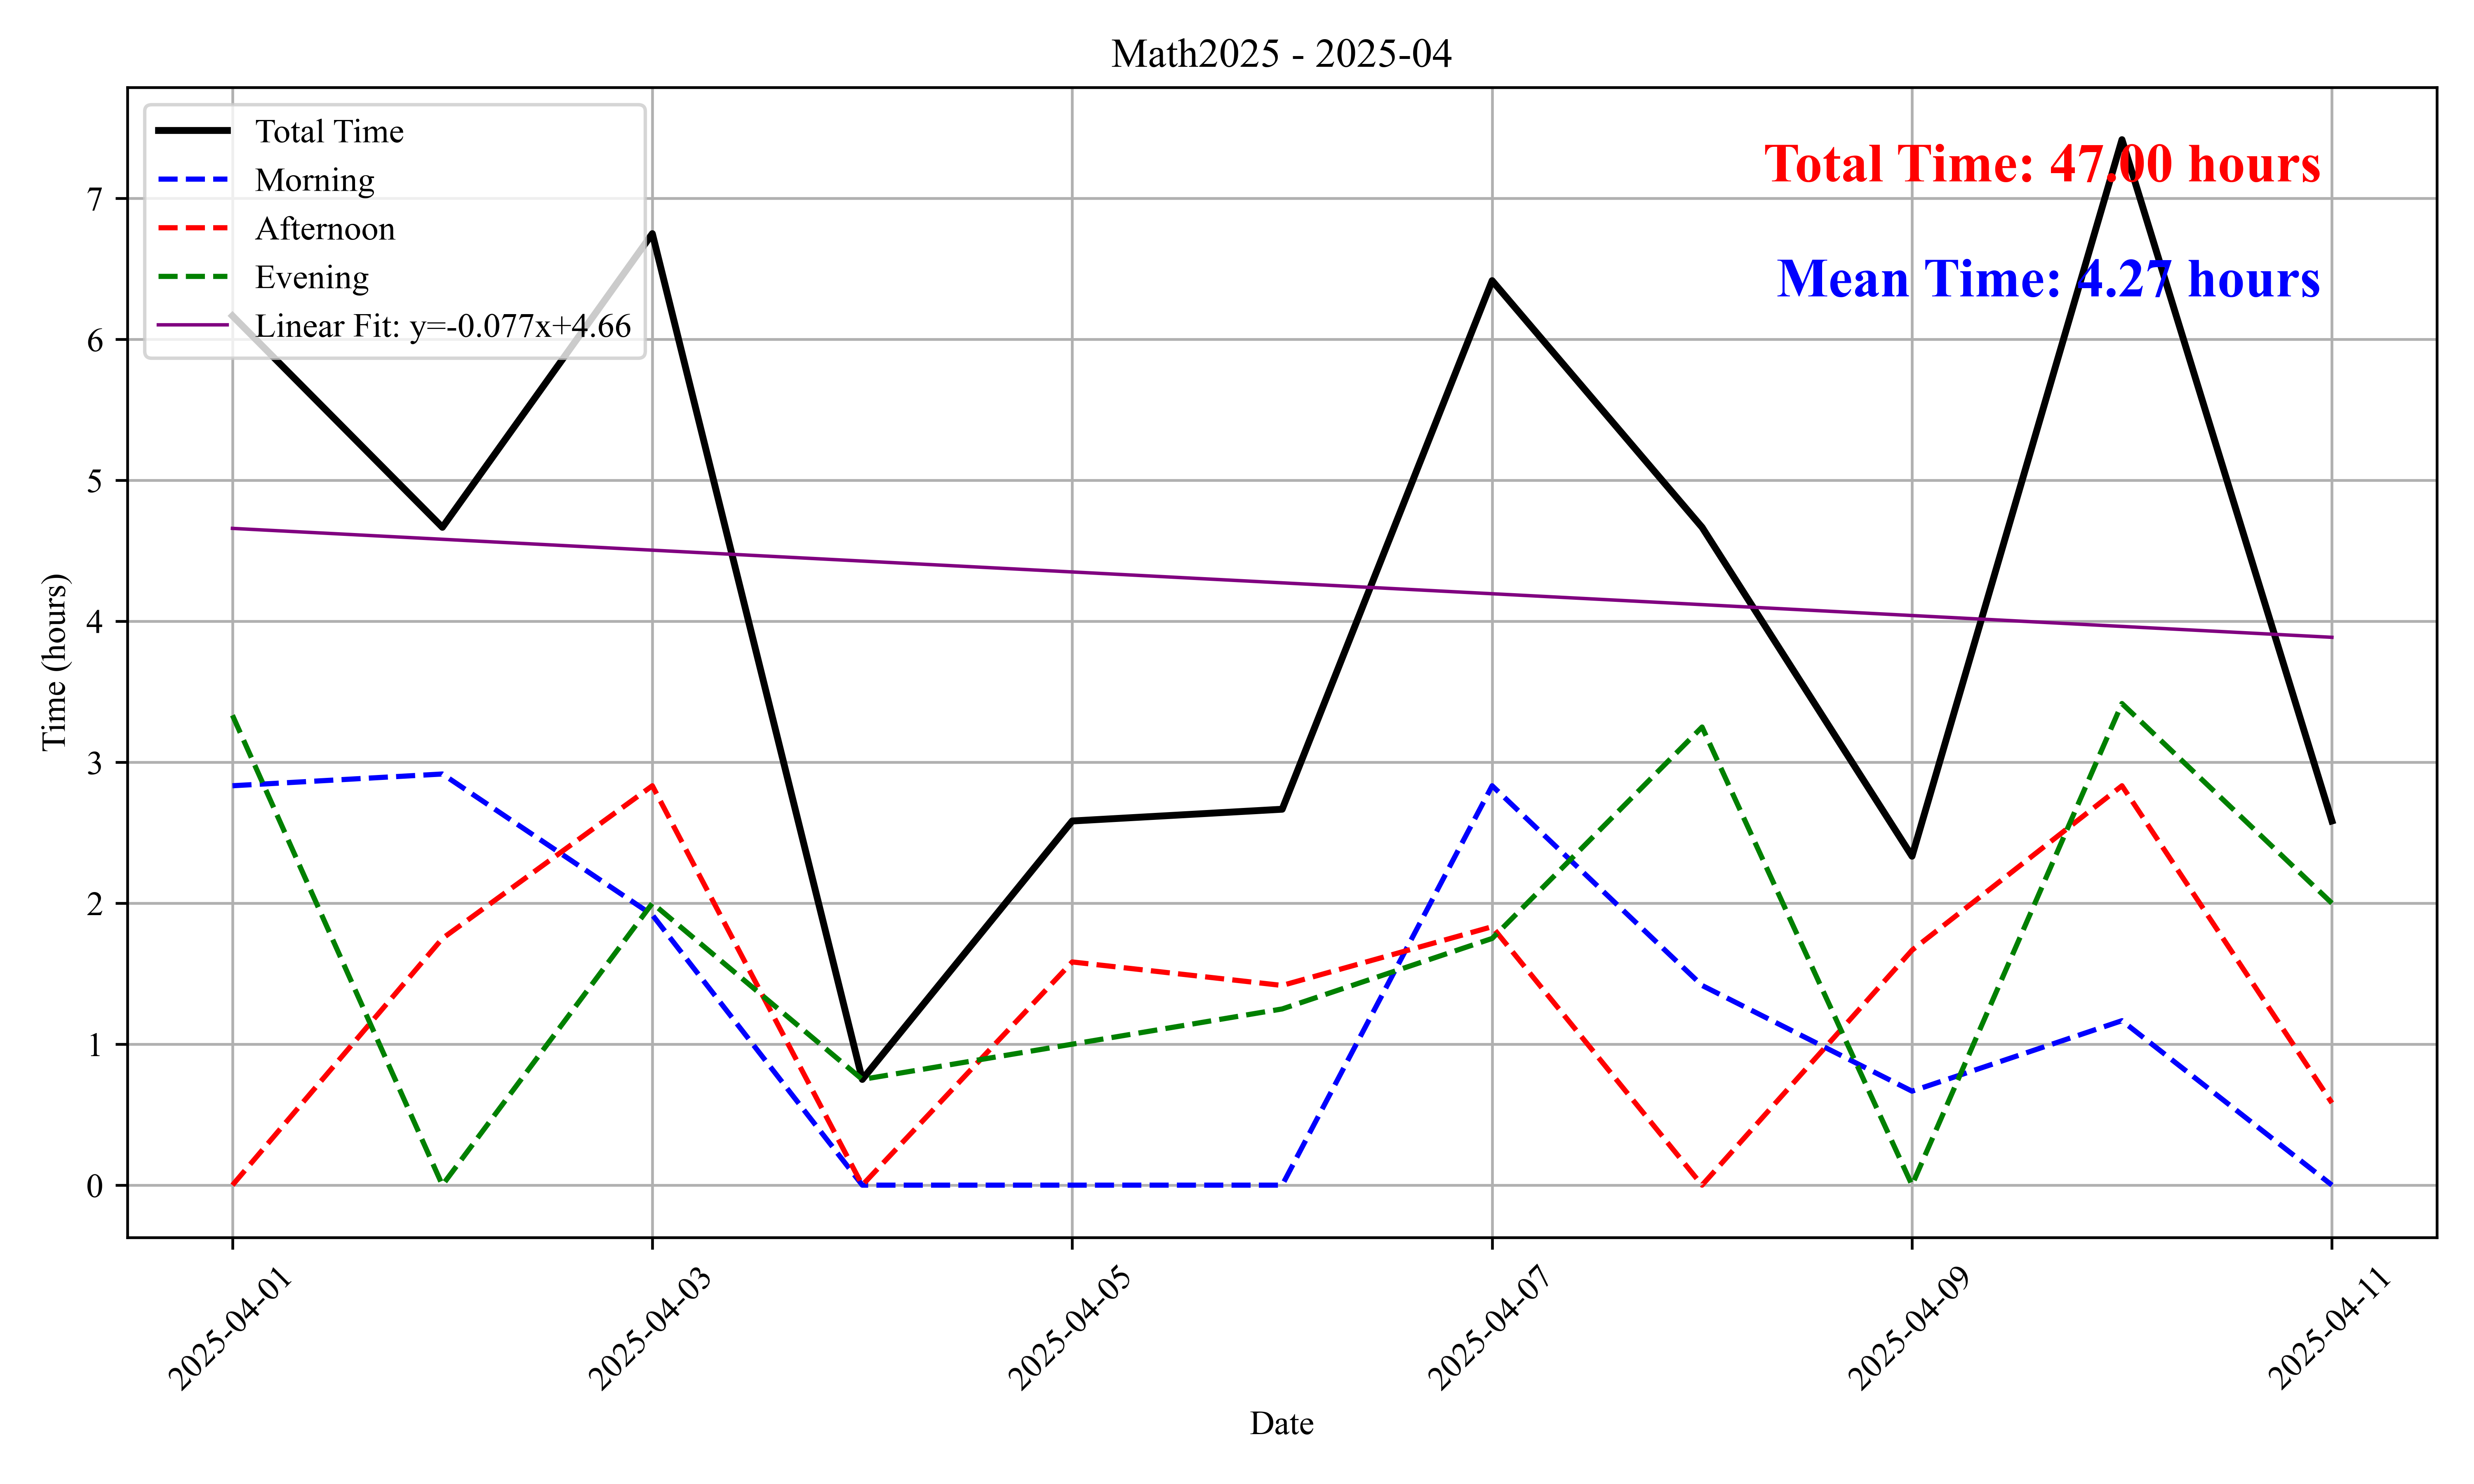 Math2025 - 2025-04
Total Time
Morning
Afternoon
Evening
Linear Fit: y=-0.077x+4.66
Total Time: 47.00 hours
Mean Time: 4.27 hours
Time (hours)
7
6
5
4
3
2
1
0
2025-04-01
2025-04-03
2025-04-05
2025-04-07
2025-04-09
2025-04-11
Date